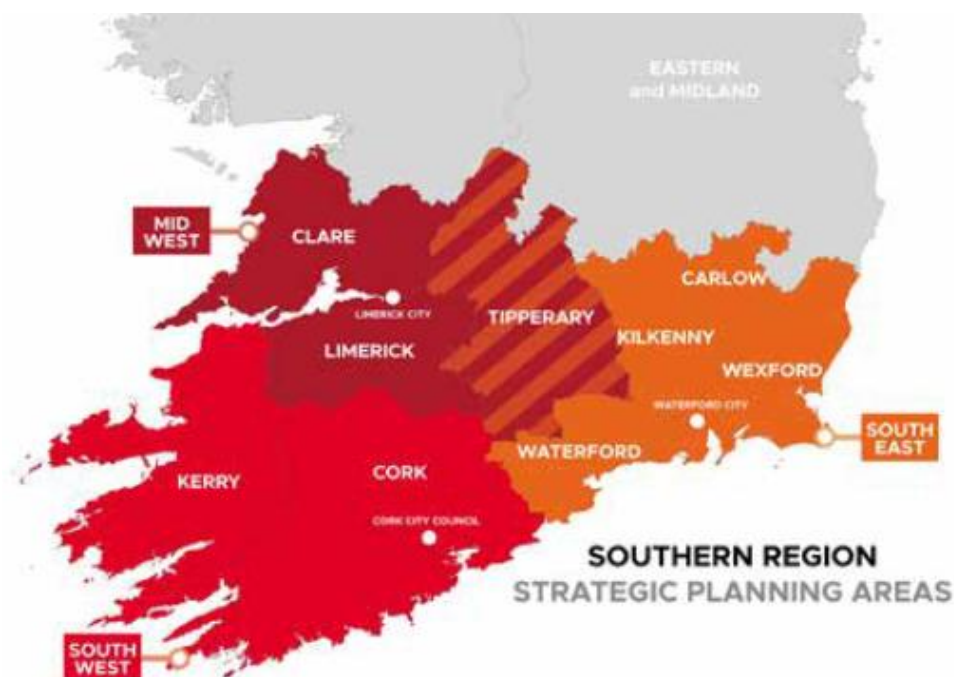 EASTERN
and MIDLAND
MID
WEST
CLARE
CARLOW
LIMERICK CITY
TIPPERARY
KILKENNY
LIMERICK
WEXFORD
WATERFORD CITY
SOUTH
EAST
WATERFORD
KERRY
CORK
CORK CITY COUNCIL
SOUTHERN REGION
STRATEGIC PLANNING AREAS
SOUTH
WEST